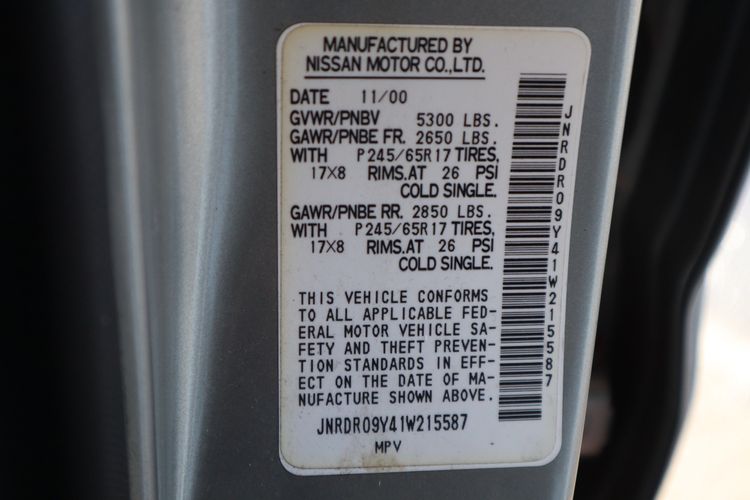 MANUFACTURED BY
NISSAN MOTOR CO.,LTD.
DATE 11/00
GVWR/PNBV 5300 LBS.
GAWR/PNBE FR. 2650 LBS.
WITH P245/65R17 TIRES,
17X8 RIMS.AT 26 PSI
COLD SINGLE.
GAWR/PNBE RR. 2850 LBS.
WITH P245/65R17 TIRES,
17X8 RIMS.AT 26 PSI
COLD SINGLE.
THIS VEHICLE CONFORMS
TO ALL APPLICABLE FED-
ERAL MOTOR VEHICLE SA-
FETY AND THEFT PREVEN-
TION STANDARDS IN EFF-
ECT ON THE DATE OF MA-
NUFACTURE SHOWN ABOVE.
JNRDR09Y41W215587
MPV
JNRDR09Y41W215587